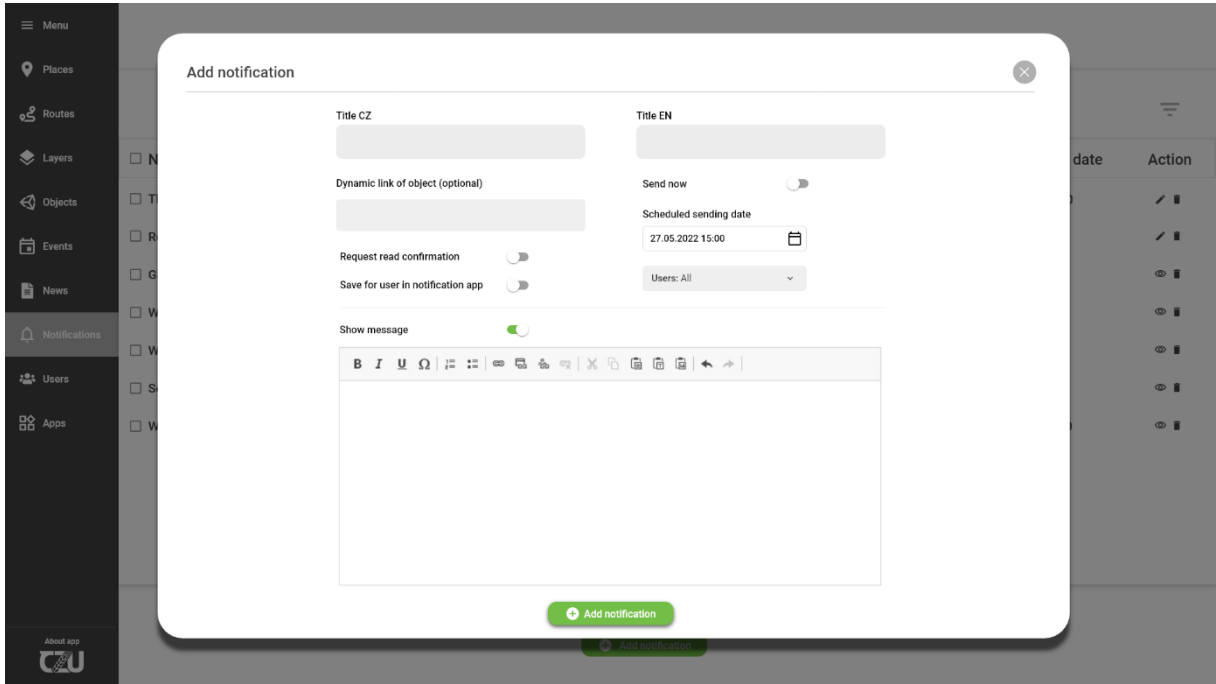 Menu
Places
Routes
Layers
Objects
Events
News
Notifications
Users
Apps
About app
CZU
Add notification
Title CZ
Title EN
Dynamic link of object (optional)
Send now
Scheduled sending date
27.05.2022 15:00
Request read confirmation
Users: All
Save for user in notification app
Show message
B I U Ω
Add notification
date Action
Add notification